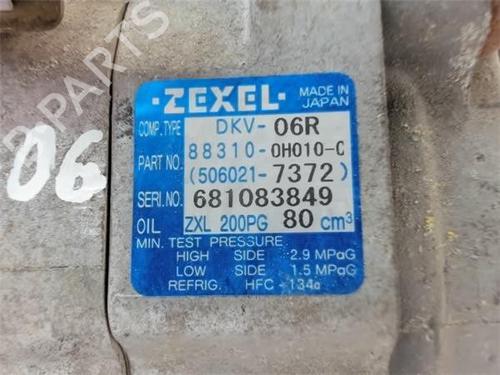 B-PARTS
06
·ZEXEL·
MADE IN
JAPAN
COMP.TYPE DKV-06R
PART NO. 88310-0H010-C
(506021-7372)
SERI.NO. 681083849
OIL ZXL 200PG 80 cm³
MIN. TEST PRESSURE
HIGH SIDE 2.9 MPaG
LOW SIDE 1.5 MPaG
REFRIG. HFC-134a